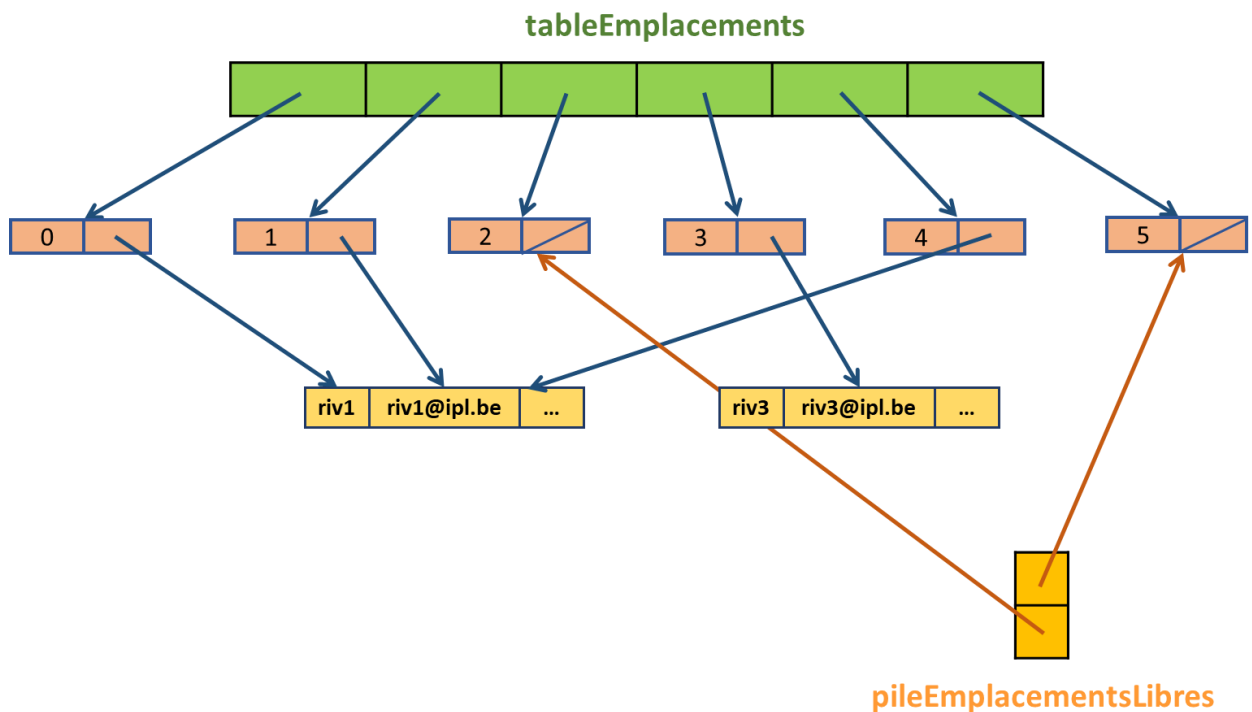 tableEmplacements
0 1 2 3 4 5
riv1 riv1@ipl.be ... riv3 riv3@ipl.be ...
pileEmplacementsLibres